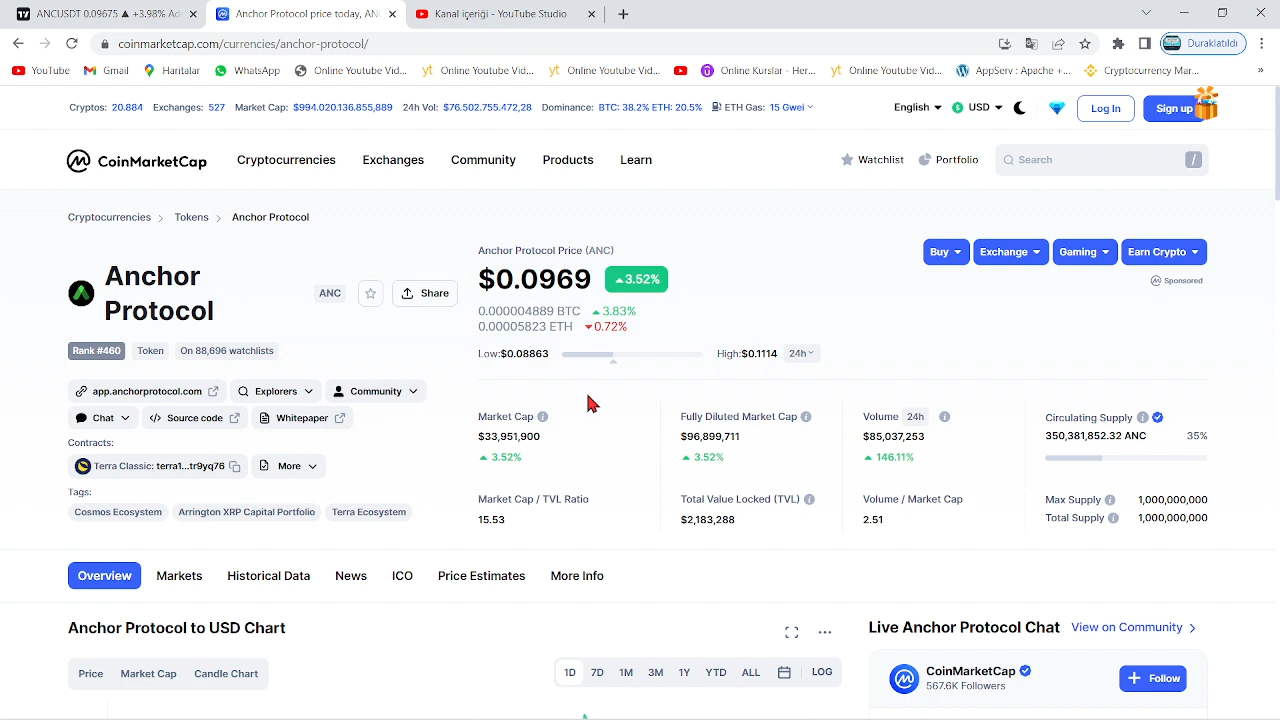 ANCUSDT 0.09675 ▲ +3.98% Ad
Anchor Protocol price today, AN
Kanal içeriği - YouTube Studio
coinmarketcap.com/currencies/anchor-protocol/
Duraklatıldı
YouTube
Gmail
Haritalar
WhatsApp
Online Youtube Vid...
Online Youtube Vid...
Online Youtube Vid...
Online Kurslar - Her...
Online Youtube Vid...
AppServ : Apache +...
Cryptocurrency Mar...
»
Cryptos: 20.884 Exchanges: 527 Market Cap: $994.020.136.855,889 24h Vol: $76.502.755.472,28 Dominance: BTC: 38.2% ETH: 20.5% ETH Gas: 15 Gwei
English
USD
Log In
Sign up
CoinMarketCap
Cryptocurrencies
Exchanges
Community
Products
Learn
Watchlist
Portfolio
Search
/
Cryptocurrencies > Tokens > Anchor Protocol
Anchor
Protocol
ANC
Share
Rank #460
Token
On 88,696 watchlists
app.anchorprotocol.com
Explorers
Community
Chat
Source code
Whitepaper
Contracts:
Terra Classic: terra1...tr9yq76
More
Tags:
Cosmos Ecosystem
Arrington XRP Capital Portfolio
Terra Ecosystem
Anchor Protocol Price (ANC)
$0.0969 ▲3.52%
0.000004889 BTC ▲3.83%
0.00005823 ETH ▼0.72%
Low:$0.08863
High:$0.1114
24h
Buy
Exchange
Gaming
Earn Crypto
Sponsored
Market Cap
$33,951,900
▲ 3.52%
Market Cap / TVL Ratio
15.53
Fully Diluted Market Cap
$96,899,711
▲ 3.52%
Total Value Locked (TVL)
$2,183,288
Volume 24h
$85,037,253
▲ 146.11%
Volume / Market Cap
2.51
Circulating Supply
350,381,852.32 ANC 35%
Max Supply 1,000,000,000
Total Supply 1,000,000,000
Overview
Markets
Historical Data
News
ICO
Price Estimates
More Info
Anchor Protocol to USD Chart
Price
Market Cap
Candle Chart
1D
7D
1M
3M
1Y
YTD
ALL
LOG
Live Anchor Protocol Chat
View on Community >
CoinMarketCap
567.6K Followers
+ Follow